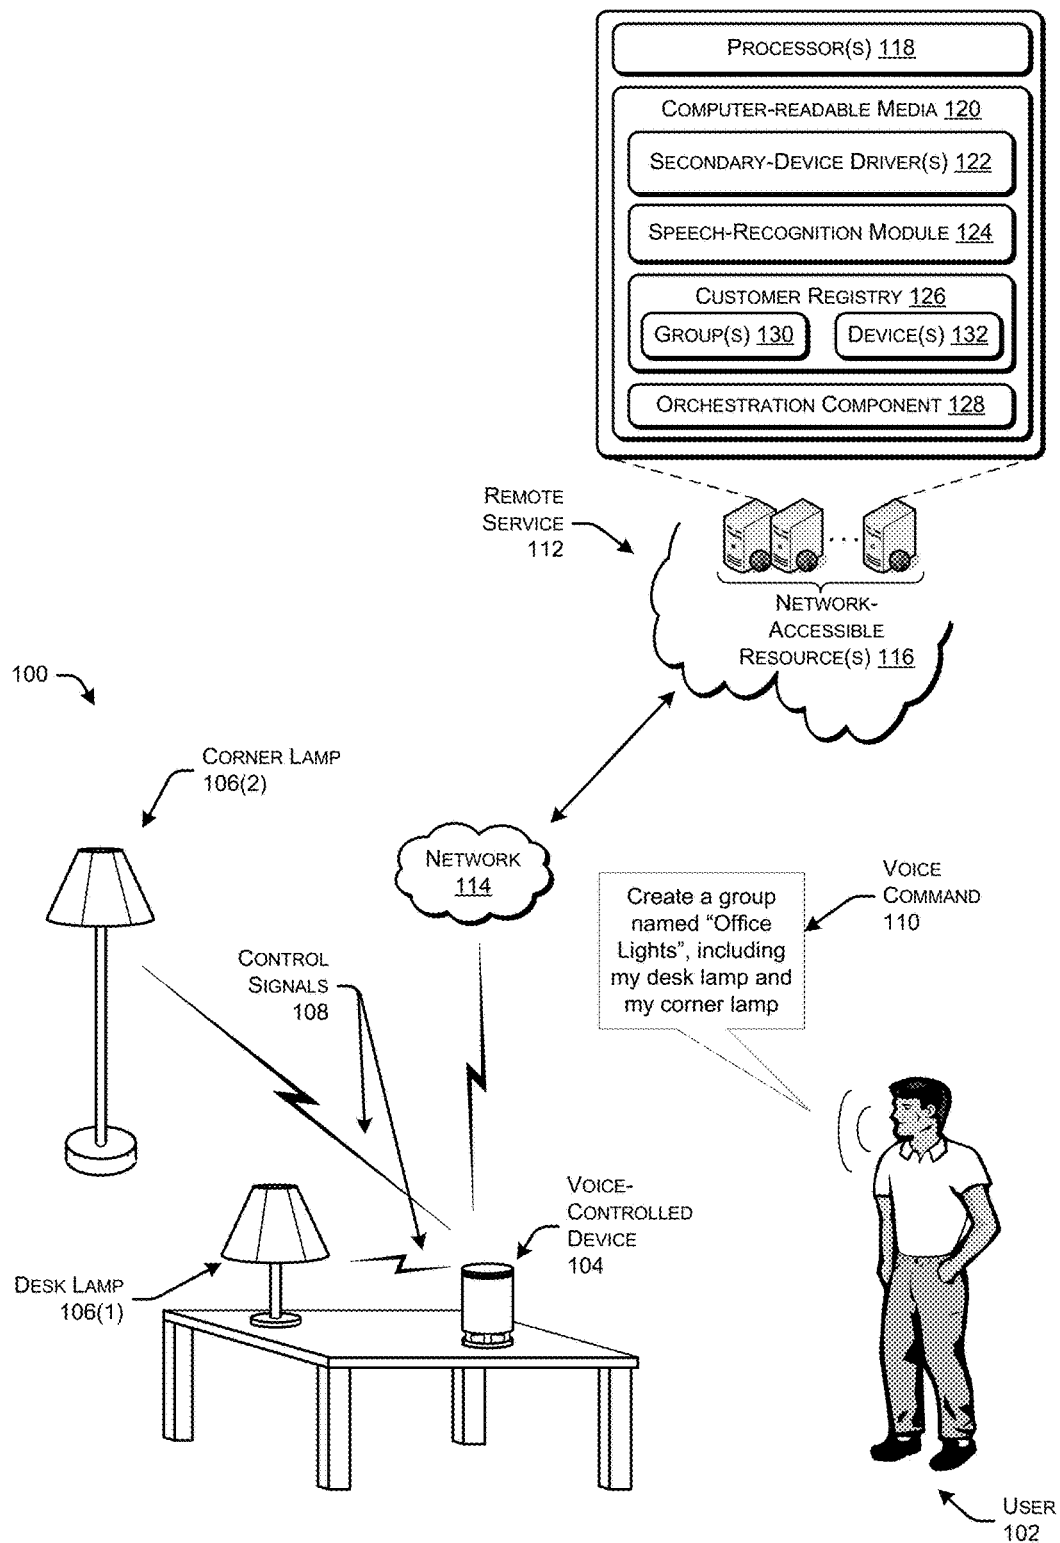 PROCESSOR(S) 118
COMPUTER-READABLE MEDIA 120
SECONDARY-DEVICE DRIVER(S) 122
SPEECH-RECOGNITION MODULE 124
CUSTOMER REGISTRY 126
GROUP(S) 130
DEVICE(S) 132
ORCHESTRATION COMPONENT 128
REMOTE
SERVICE
112
NETWORK-
ACCESSIBLE
RESOURCE(S) 116
100
CORNER LAMP
106(2)
NETWORK
114
VOICE
COMMAND
110
Create a group
named “Office
Lights”, including
my desk lamp and
my corner lamp
CONTROL
SIGNALS
108
VOICE-
CONTROLLED
DEVICE
104
DESK LAMP
106(1)
USER
102